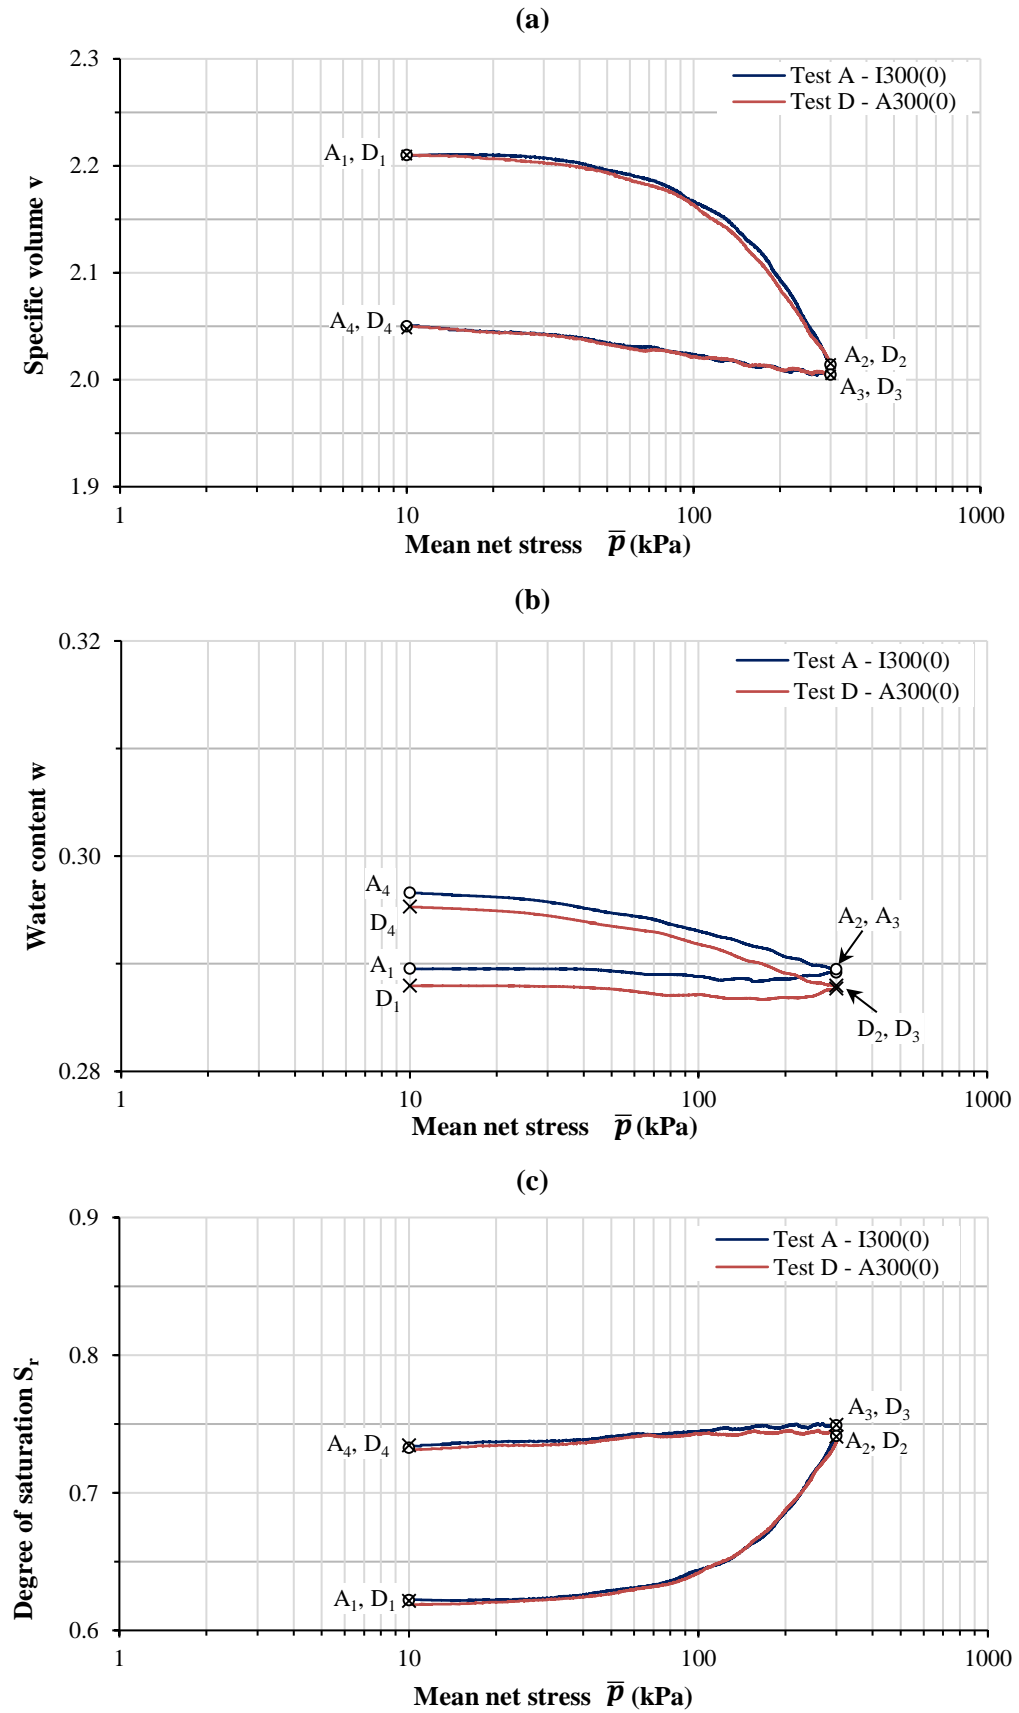 (a)
2.3
Test A - I300(0)
Test D - A300(0)
A₁, D₁
2.2
Specific volume v
2.1
A₄, D₄
A₂, D₂
2.0
A₃, D₃
1.9
1 10 100 1000
Mean net stress p̅ (kPa)
(b)
0.32
Test A - I300(0)
Test D - A300(0)
Water content w
0.30
A₄
D₄
A₂, A₃
A₁
D₁
D₂, D₃
0.28
1 10 100 1000
Mean net stress p̅ (kPa)
(c)
0.9
Test A - I300(0)
Test D - A300(0)
Degree of saturation Sᵣ
0.8
A₃, D₃
A₄, D₄
A₂, D₂
0.7
A₁, D₁
0.6
1 10 100 1000
Mean net stress p̅ (kPa)